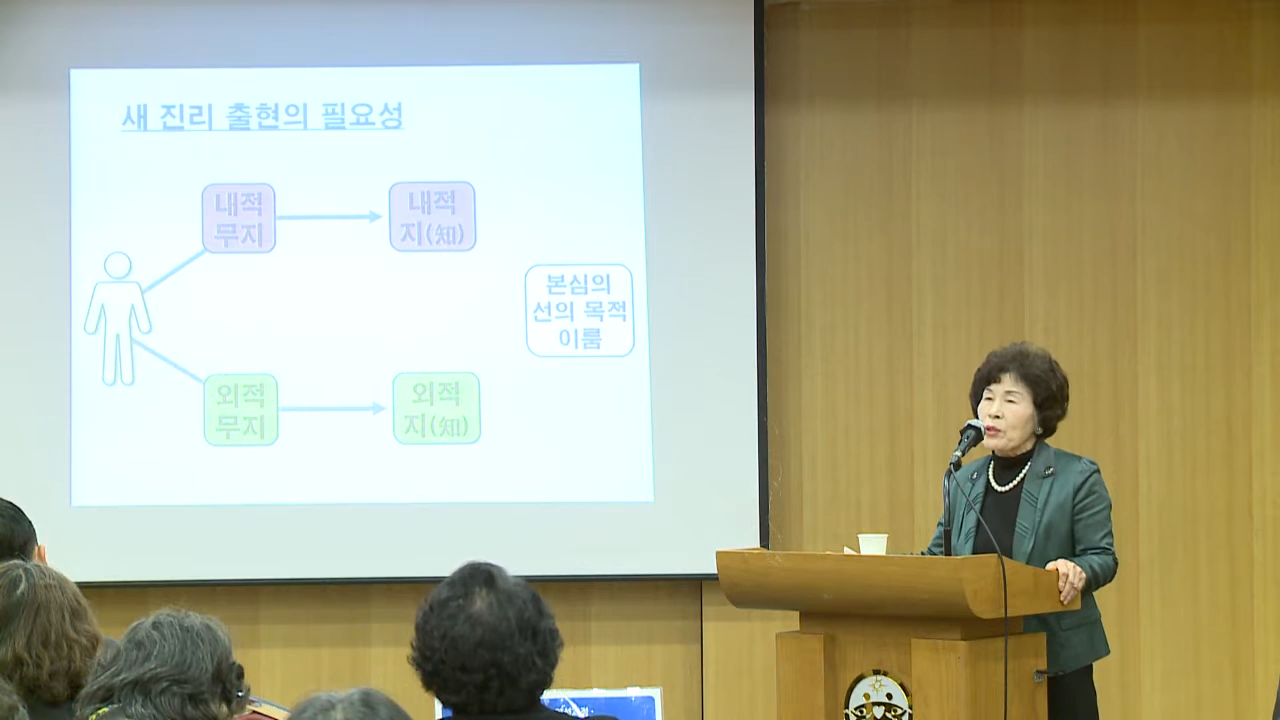 새 진리 출현의 필요성
내적
무지
내적
지(知)
본심의
선의 목적
이룸
외적
무지
외적
지(知)